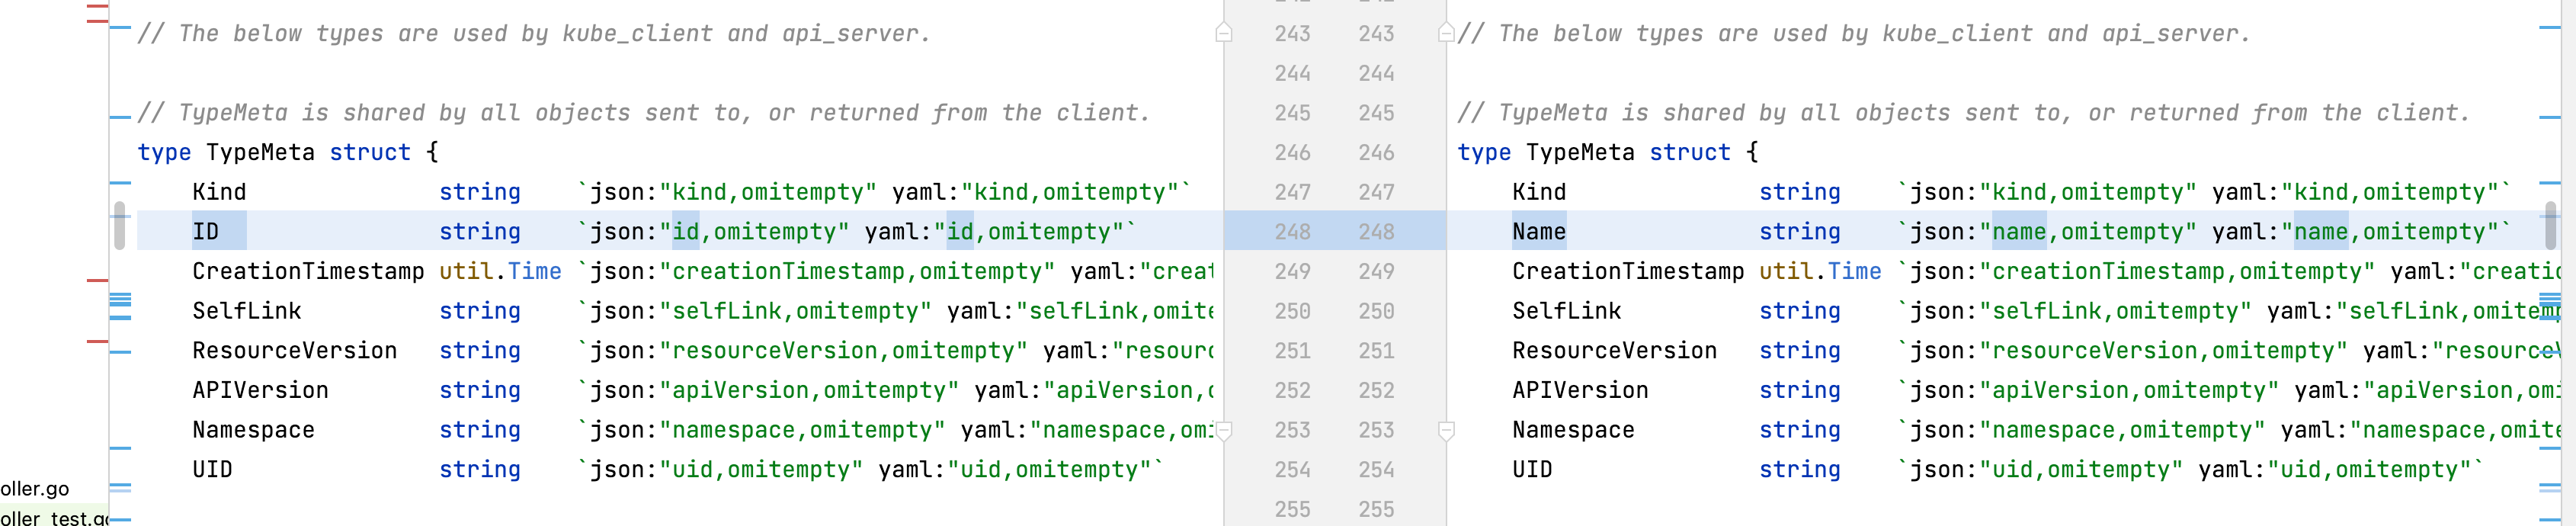 // The below types are used by kube_client and api_server.
// TypeMeta is shared by all objects sent to, or returned from the client.
type TypeMeta struct {
Kind string `json:"kind,omitempty" yaml:"kind,omitempty"`
ID string `json:"id,omitempty" yaml:"id,omitempty"`
CreationTimestamp util.Time `json:"creationTimestamp,omitempty" yaml:"creat
SelfLink string `json:"selfLink,omitempty" yaml:"selfLink,omite
ResourceVersion string `json:"resourceVersion,omitempty" yaml:"resourc
APIVersion string `json:"apiVersion,omitempty" yaml:"apiVersion,o
Namespace string `json:"namespace,omitempty" yaml:"namespace,omi
UID string `json:"uid,omitempty" yaml:"uid,omitempty"`
243 243
244 244
245 245
246 246
247 247
248 248
249 249
250 250
251 251
252 252
253 253
254 254
255 255
// The below types are used by kube_client and api_server.
// TypeMeta is shared by all objects sent to, or returned from the client.
type TypeMeta struct {
Kind string `json:"kind,omitempty" yaml:"kind,omitempty"`
Name string `json:"name,omitempty" yaml:"name,omitempty"`
CreationTimestamp util.Time `json:"creationTimestamp,omitempty" yaml:"creatio
SelfLink string `json:"selfLink,omitempty" yaml:"selfLink,omitemp
ResourceVersion string `json:"resourceVersion,omitempty" yaml:"resourceV
APIVersion string `json:"apiVersion,omitempty" yaml:"apiVersion,omi
Namespace string `json:"namespace,omitempty" yaml:"namespace,omite
UID string `json:"uid,omitempty" yaml:"uid,omitempty"`
oller.go
oller_test.go